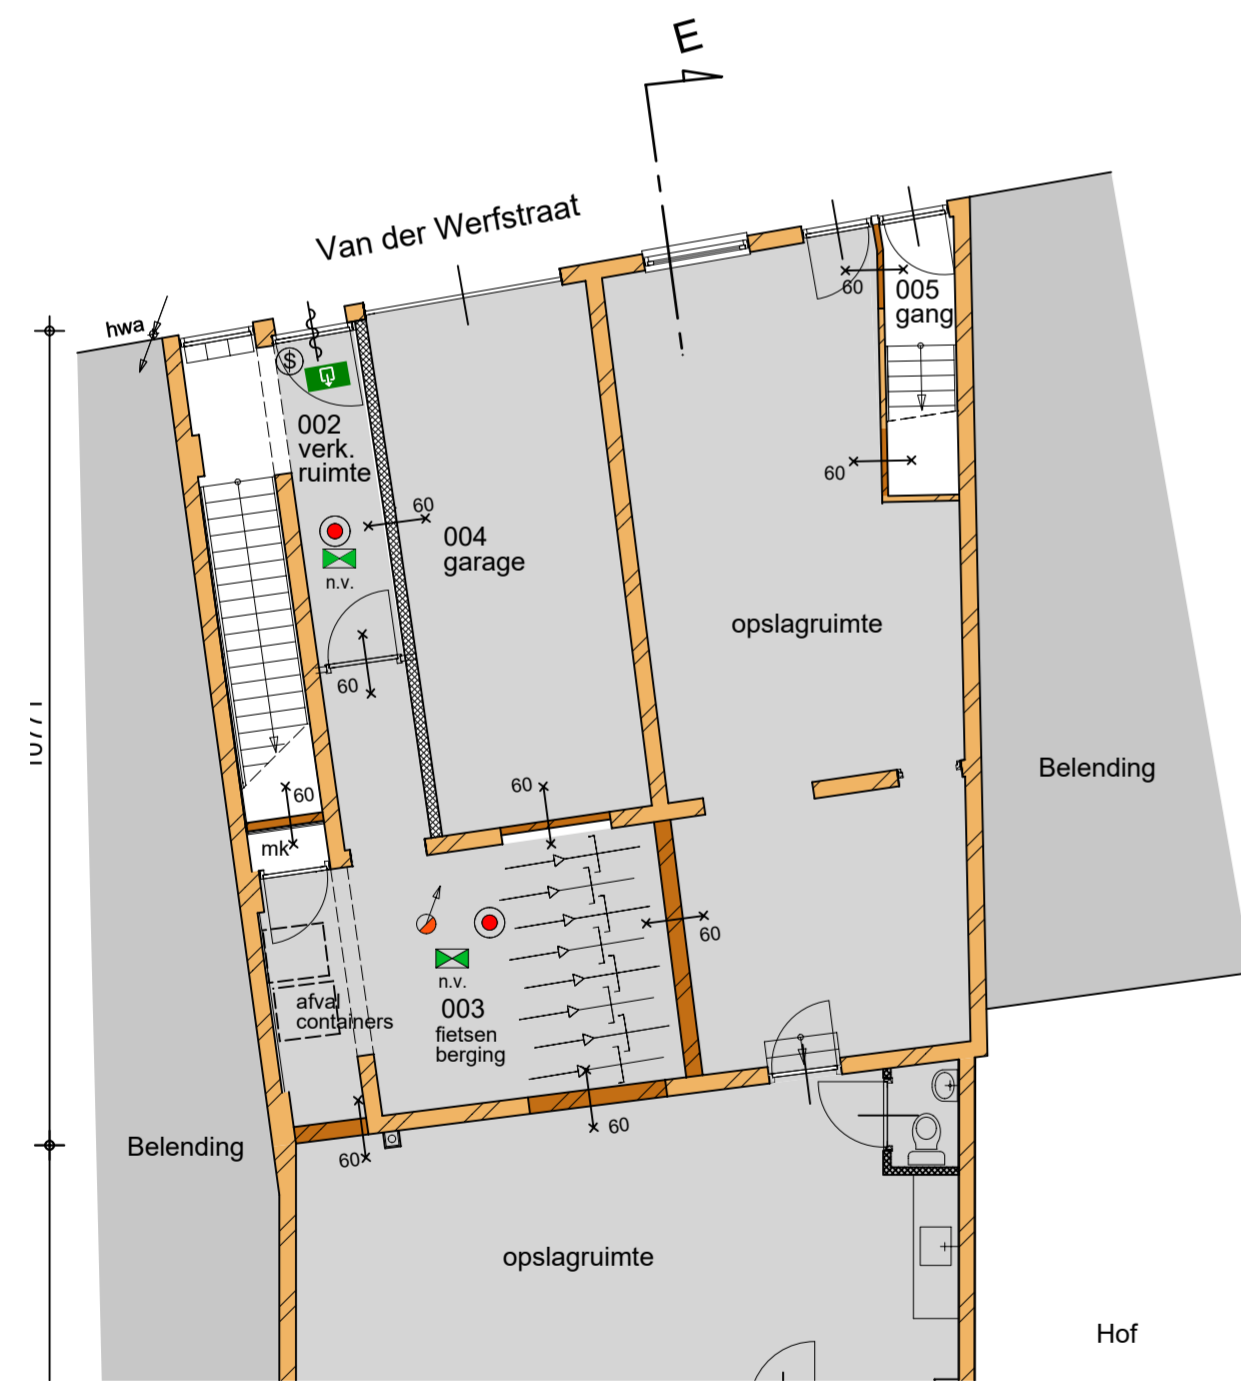 E
Van der Werfstraat
hwa
S
60
005
gang
002
verk.
ruimte
60
60
004
garage
n.v.
opslagruimte
60
60
60
Belending
mk
60
n.v.
003
fietsen
berging
afval
containers
60
60
Belending
opslagruimte
Hof